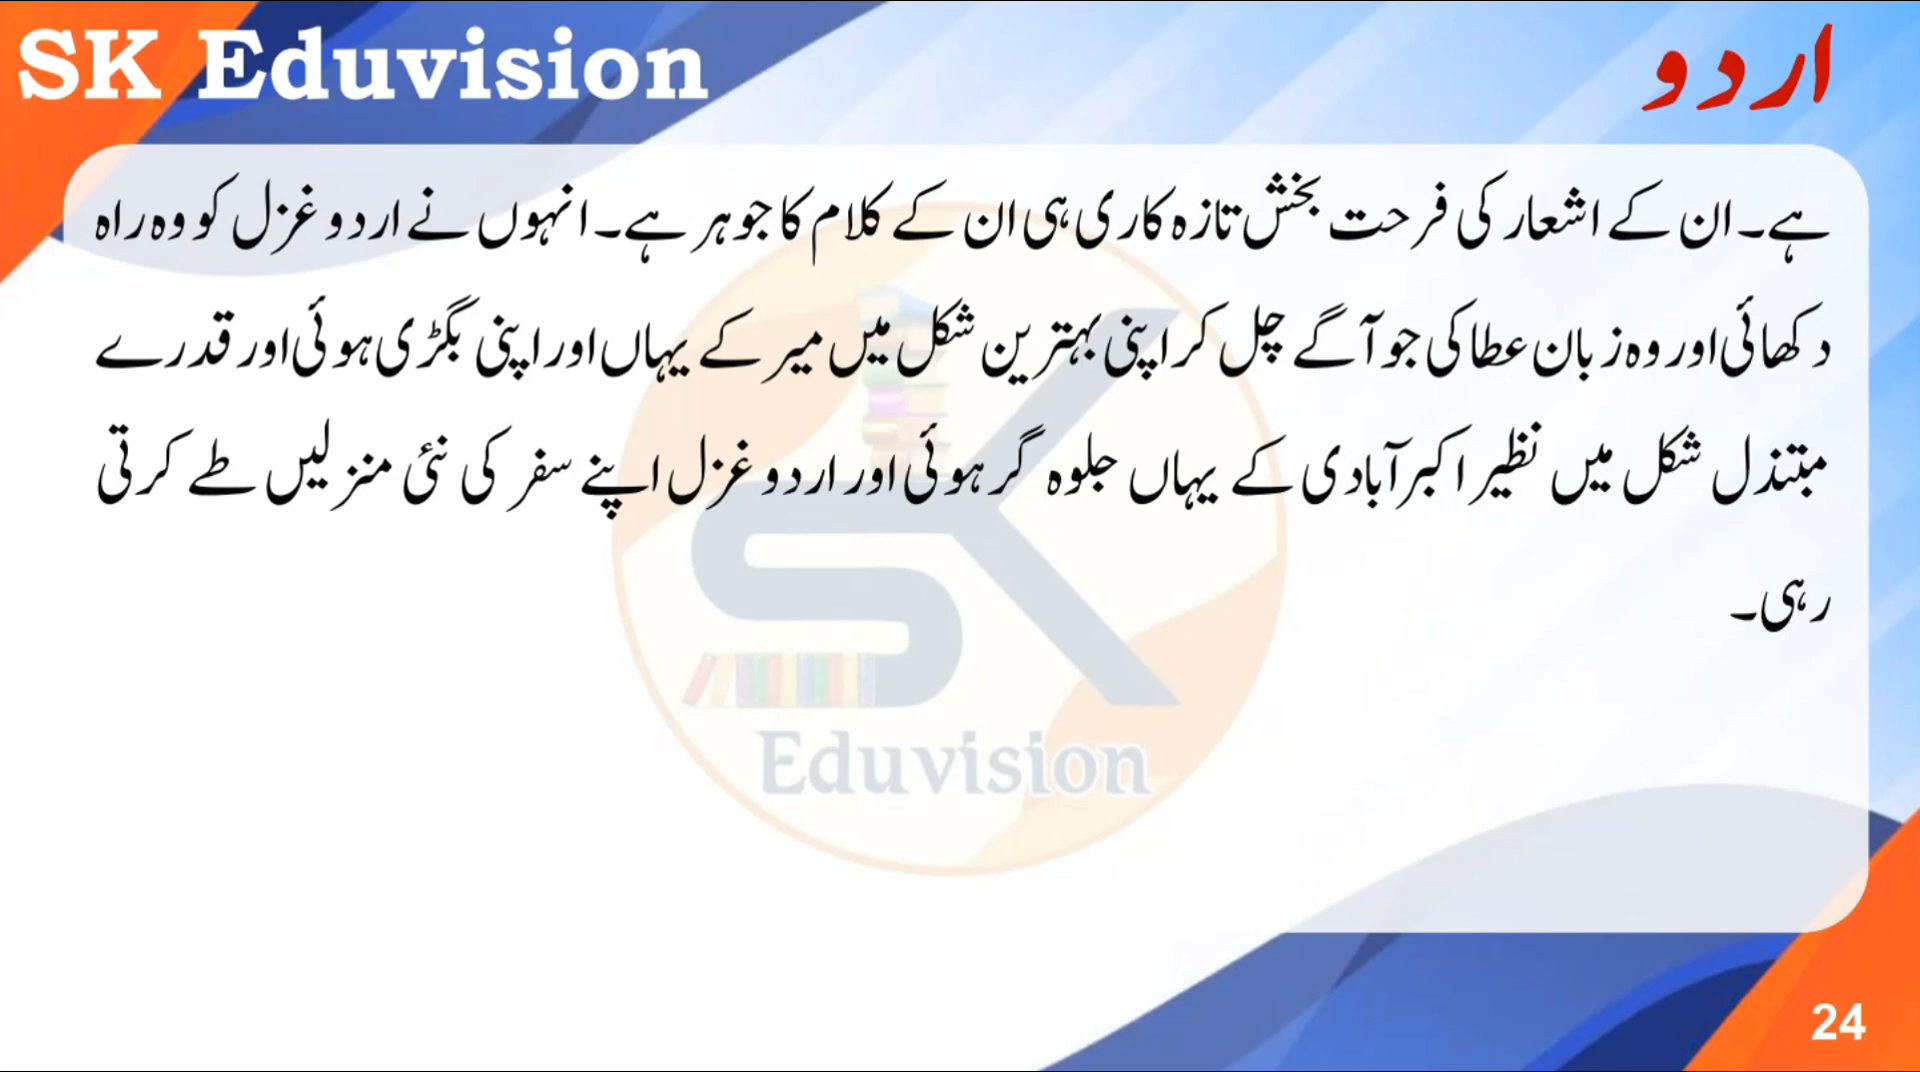 SK Eduvision
اردو
ہے۔ ان کے اشعار کی فرحت بخش تازہ کاری ہی ان کے کلام کا جوہر ہے۔ انہوں نے اردو غزل کو وہ راہ
دکھائی اور وہ زبان عطا کی جو آگے چل کر اپنی بہترین شکل میں میر کے یہاں اور اپنی بگڑی ہوئی اور قدرے
مبتذل شکل میں نظیر اکبر آبادی کے یہاں جلوہ گر ہوئی اور اردو غزل اپنے سفر کی نئی منزلیں طے کرتی
رہی۔
SK
Eduvision
24